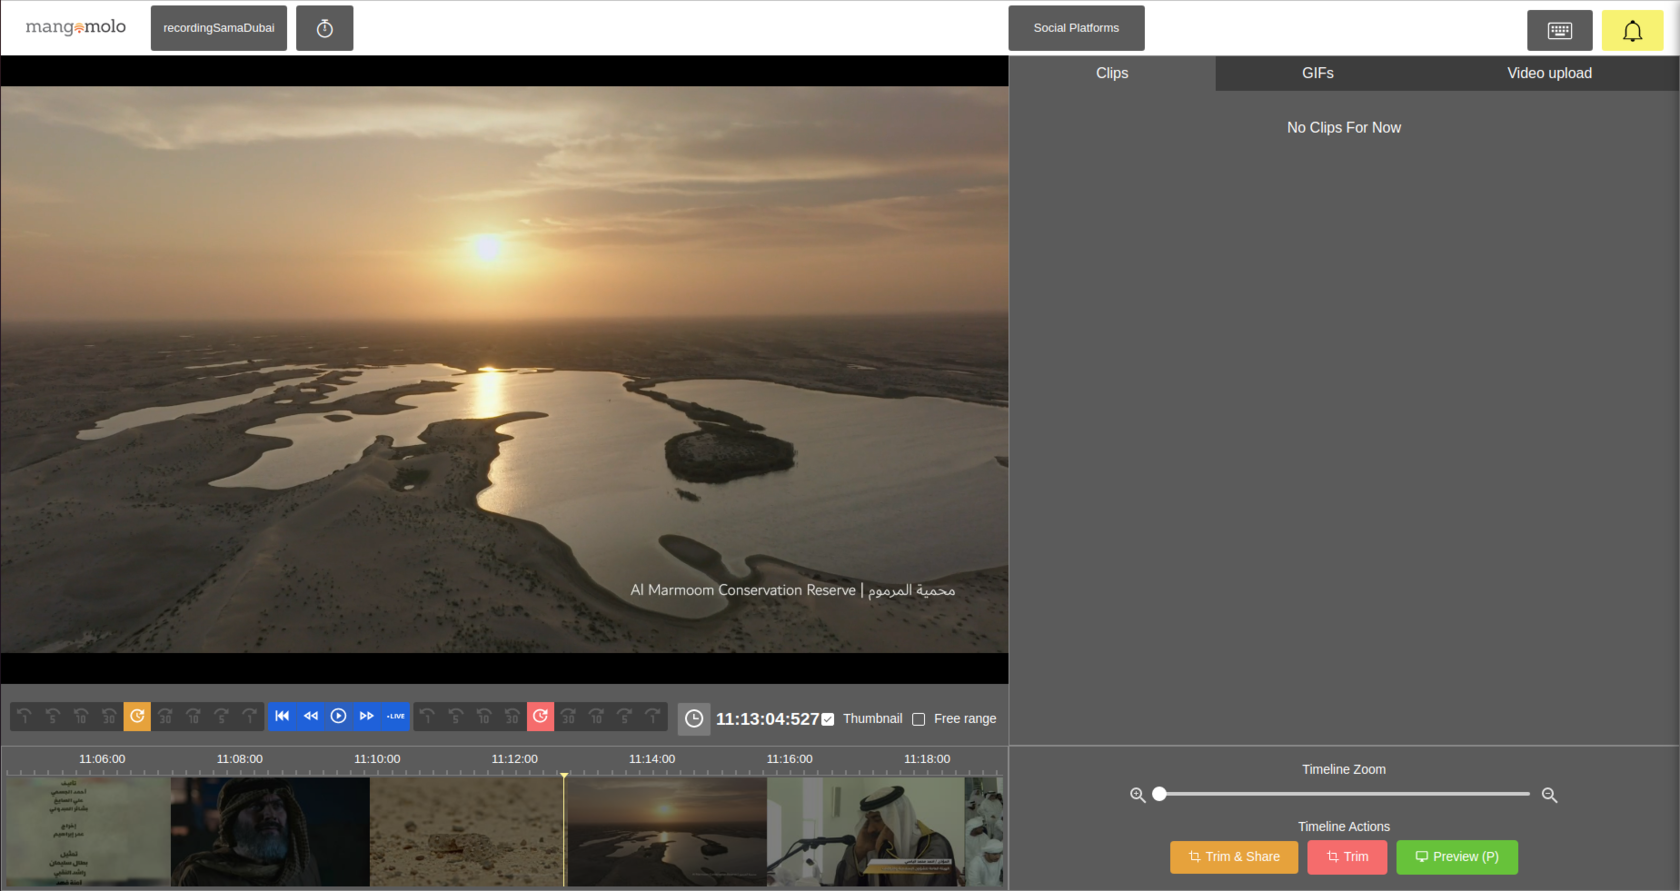 mangomolo
recordingSamaDubai
Social Platforms
Clips
GIFs
Video upload
No Clips For Now
Al Marmoom Conservation Reserve | محمية المرموم
1 5 10 30 30 10 5 1
• LIVE
1 5 10 30 30 10 5 1
11:13:04:527
Thumbnail
Free range
11:06:00 11:08:00 11:10:00 11:12:00 11:14:00 11:16:00 11:18:00
تأليف
إخراج
تمثيل
Timeline Zoom
Timeline Actions
Trim & Share
Trim
Preview (P)